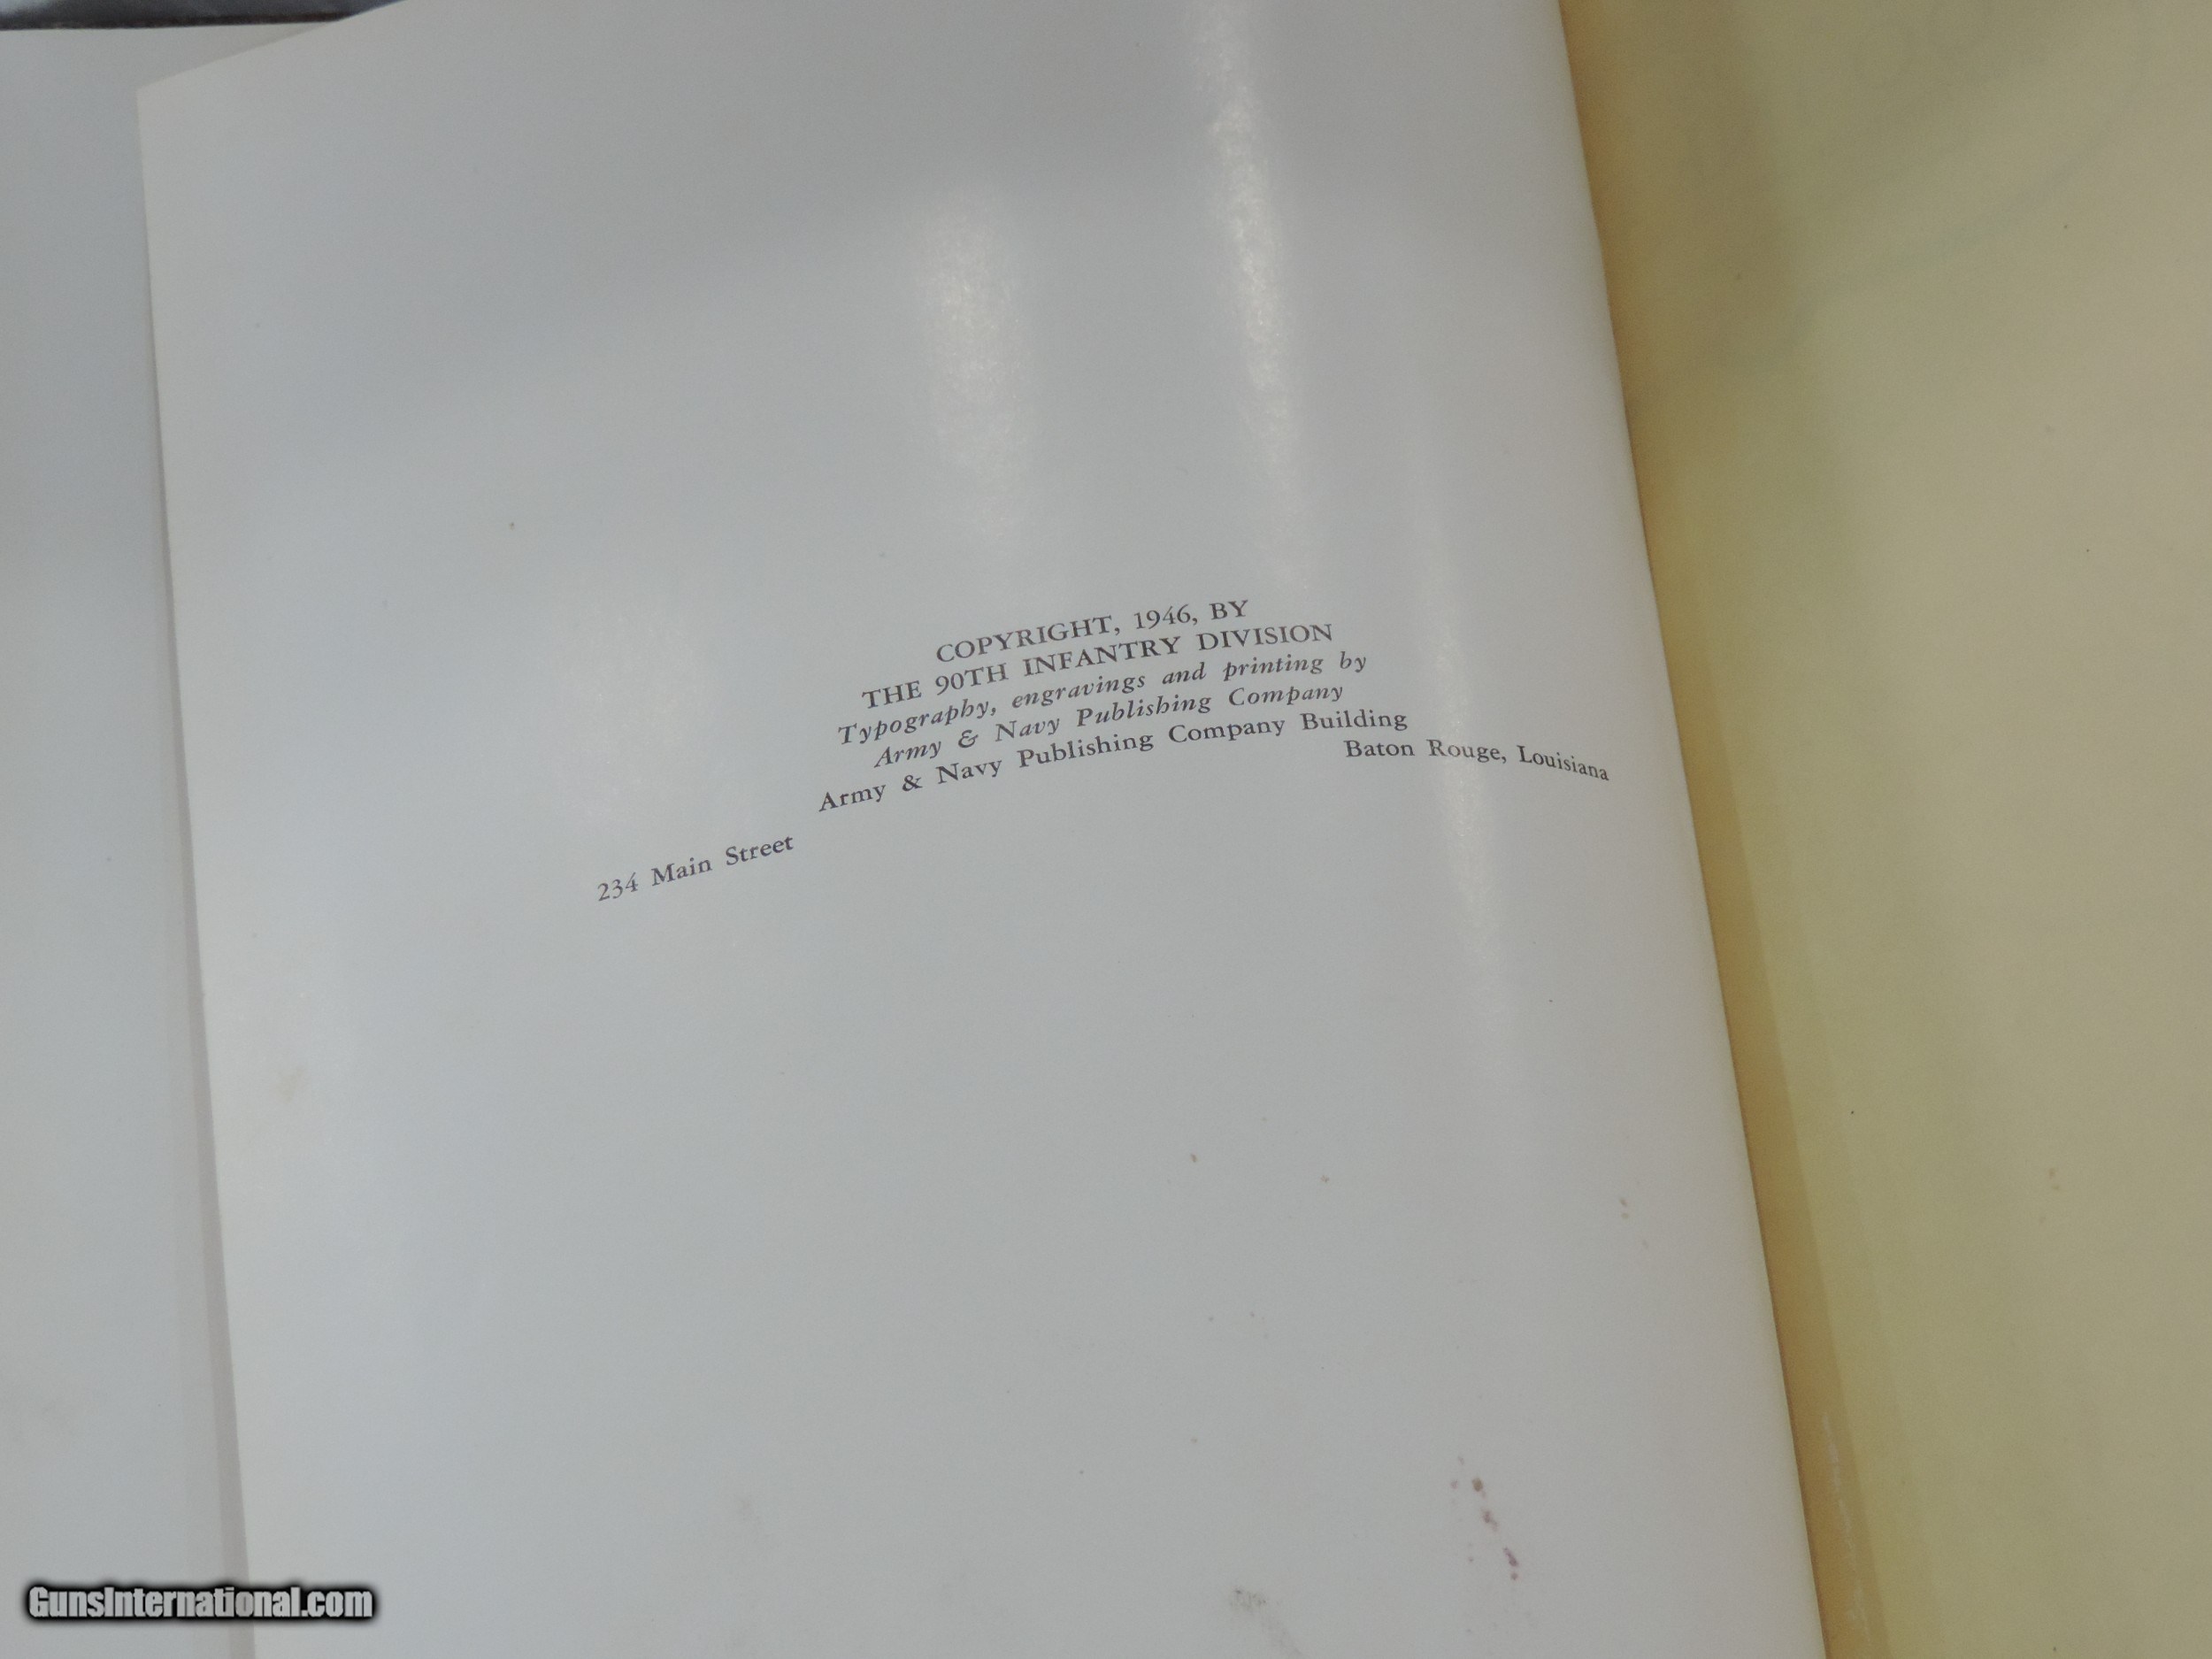 COPYRIGHT, 1946, BY
THE 90TH INFANTRY DIVISION
Typography, engravings and printing by
Army & Navy Publishing Company
Army & Navy Publishing Company Building
234 Main Street Baton Rouge, Louisiana
GunsInternational.com